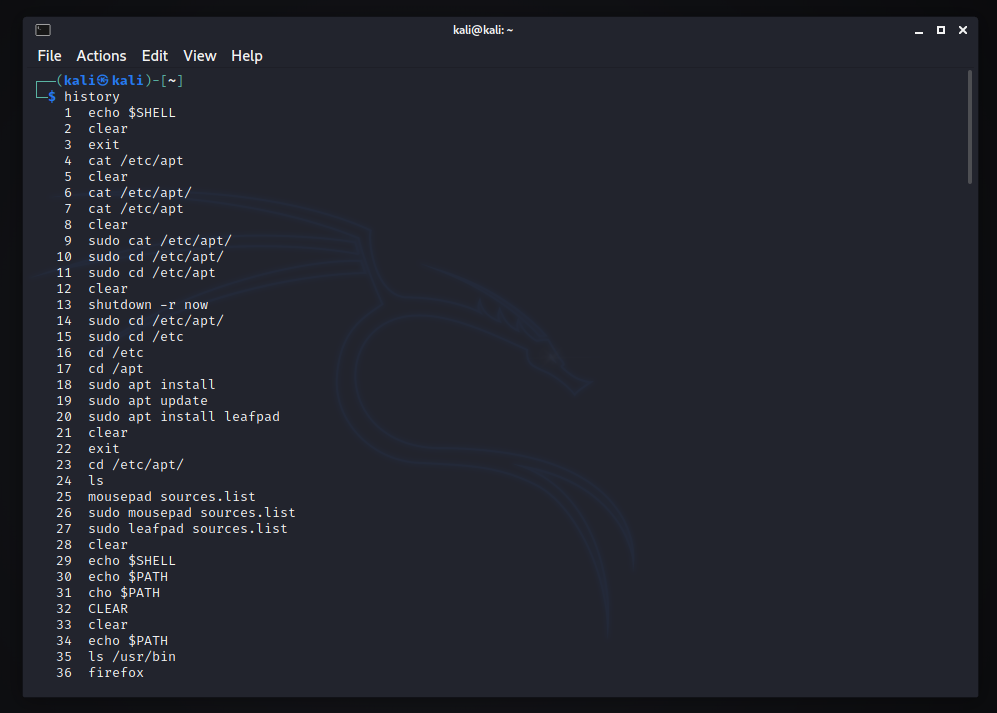 kali@kali: ~
File Actions Edit View Help
┌──(kali㉿kali)-[~]
└─$ history
1 echo $SHELL
2 clear
3 exit
4 cat /etc/apt
5 clear
6 cat /etc/apt/
7 cat /etc/apt
8 clear
9 sudo cat /etc/apt/
10 sudo cd /etc/apt/
11 sudo cd /etc/apt
12 clear
13 shutdown -r now
14 sudo cd /etc/apt/
15 sudo cd /etc
16 cd /etc
17 cd /apt
18 sudo apt install
19 sudo apt update
20 sudo apt install leafpad
21 clear
22 exit
23 cd /etc/apt/
24 ls
25 mousepad sources.list
26 sudo mousepad sources.list
27 sudo leafpad sources.list
28 clear
29 echo $SHELL
30 echo $PATH
31 cho $PATH
32 CLEAR
33 clear
34 echo $PATH
35 ls /usr/bin
36 firefox